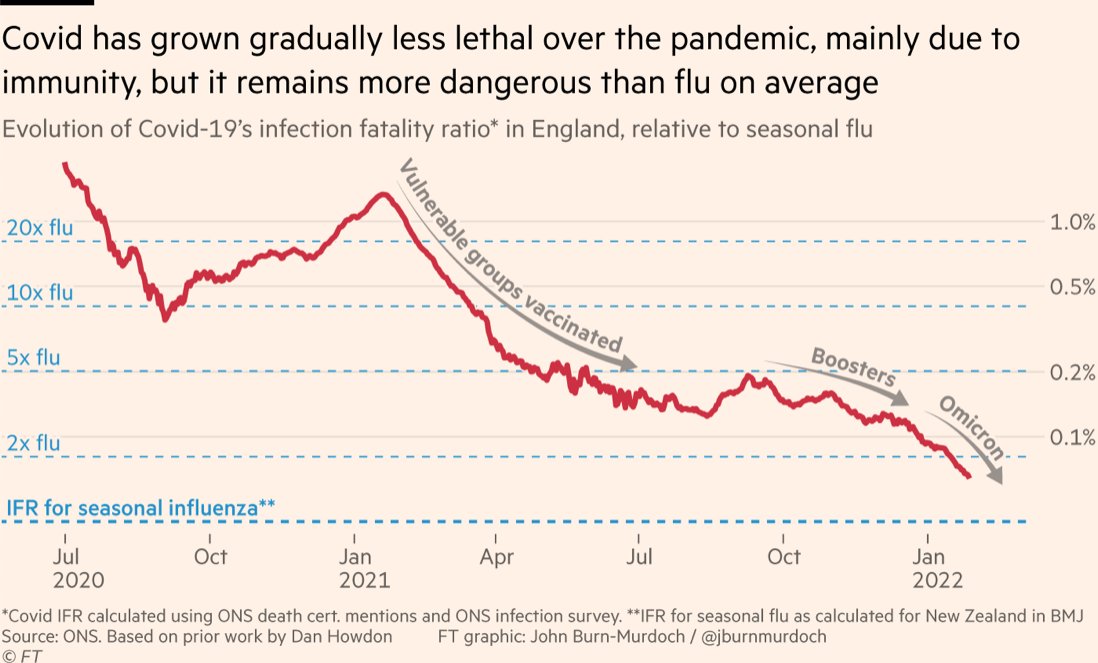 Covid has grown gradually less lethal over the pandemic, mainly due to
immunity, but it remains more dangerous than flu on average
Evolution of Covid-19's infection fatality ratio* in England, relative to seasonal flu
Vulnerable groups vaccinated
20x flu
1.0%
10x flu
0.5%
5x flu
Boosters
0.2%
Omicron
2x flu
0.1%
IFR for seasonal influenza**
Jul Oct Jan Apr Jul Oct Jan
2020 2021 2022
*Covid IFR calculated using ONS death cert. mentions and ONS infection survey. **IFR for seasonal flu as calculated for New Zealand in BMJ
Source: ONS. Based on prior work by Dan Howdon FT graphic: John Burn-Murdoch / @jburnmurdoch
© FT